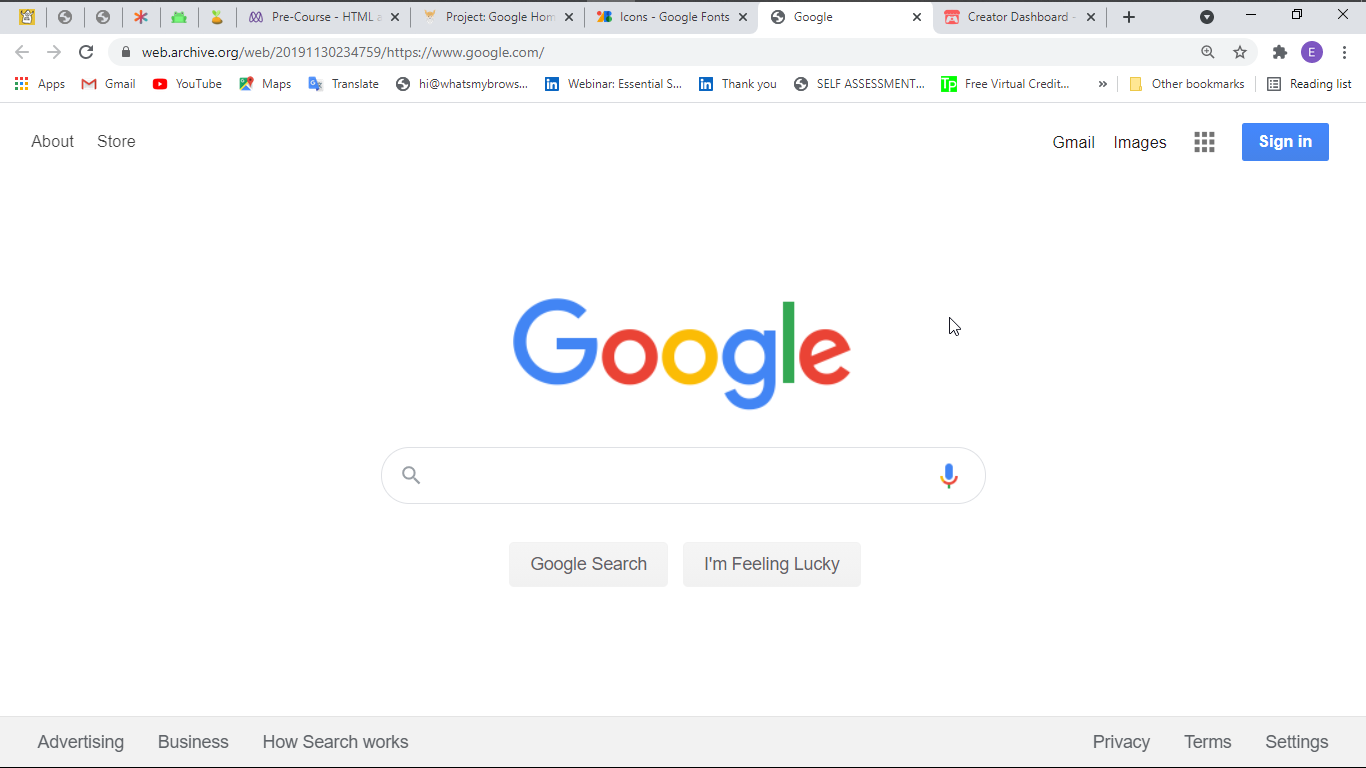 Pre-Course - HTML a
Project: Google Hom
Icons - Google Fonts
Google
Creator Dashboard -
web.archive.org/web/20191130234759/https://www.google.com/
E
Apps Gmail YouTube Maps Translate hi@whatsmybrows... Webinar: Essential S... Thank you SELF ASSESSMENT... Free Virtual Credit... » Other bookmarks Reading list
About Store Gmail Images Sign in
Google
Google Search I'm Feeling Lucky
Advertising Business How Search works Privacy Terms Settings